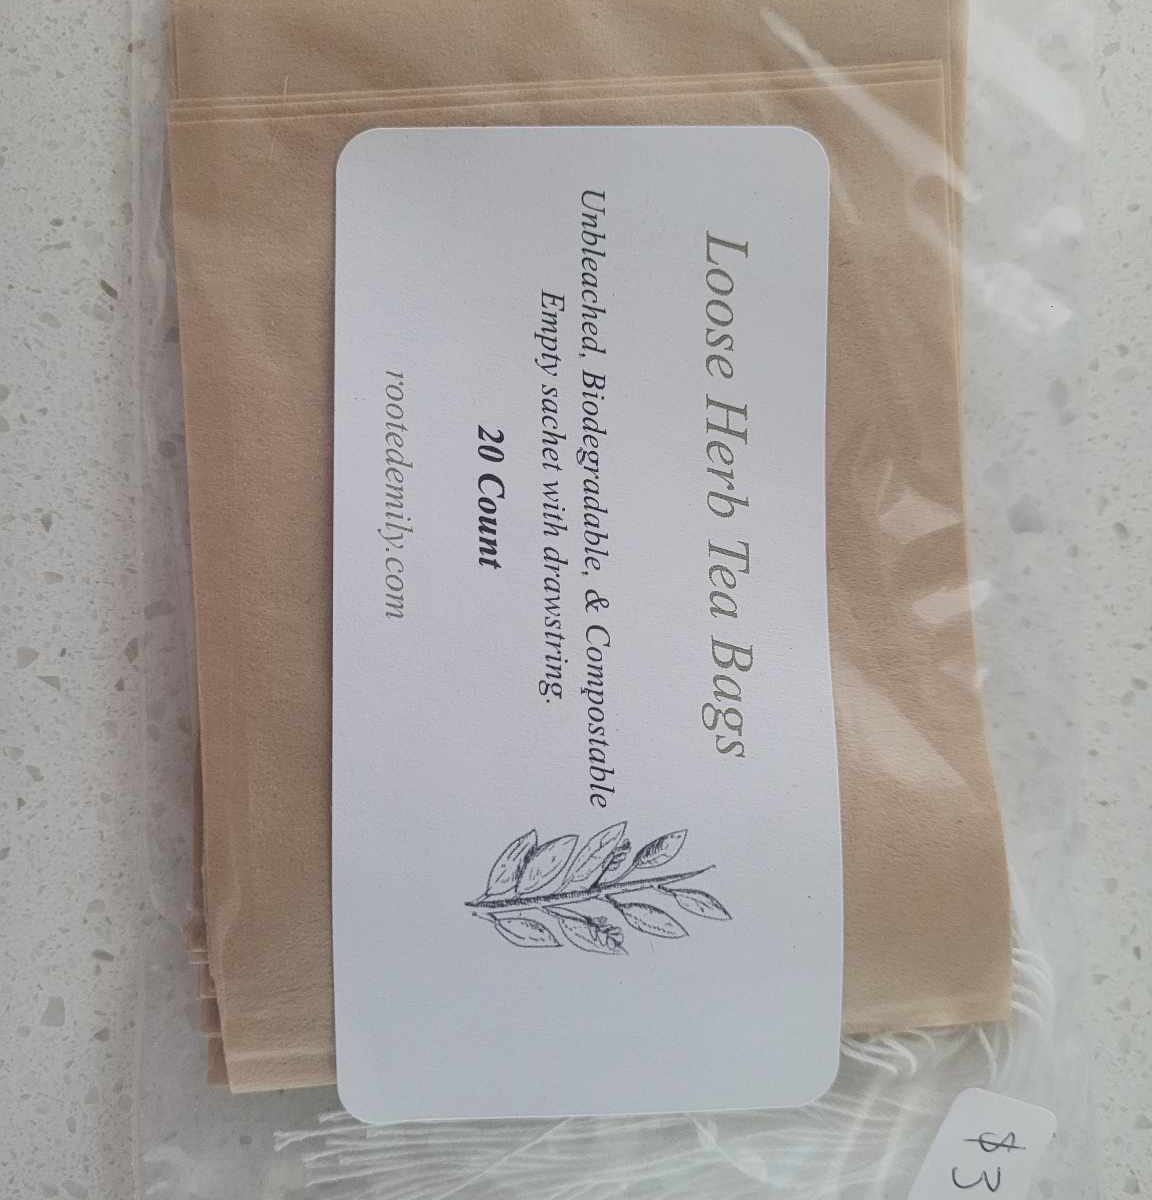 Loose Herb Tea Bags
Unbleached, Biodegradable, & Compostable
Empty sachet with drawstring.
20 Count
rootedemily.com
$3